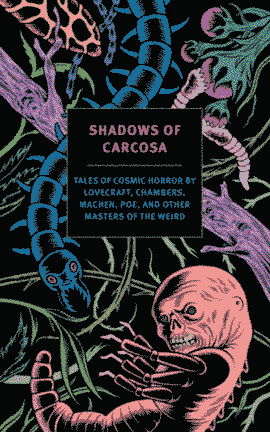 SHADOWS OF
CARCOSA
TALES OF COSMIC HORROR BY
LOVECRAFT, CHAMBERS,
MACHEN, POE, AND OTHER
MASTERS OF THE WEIRD